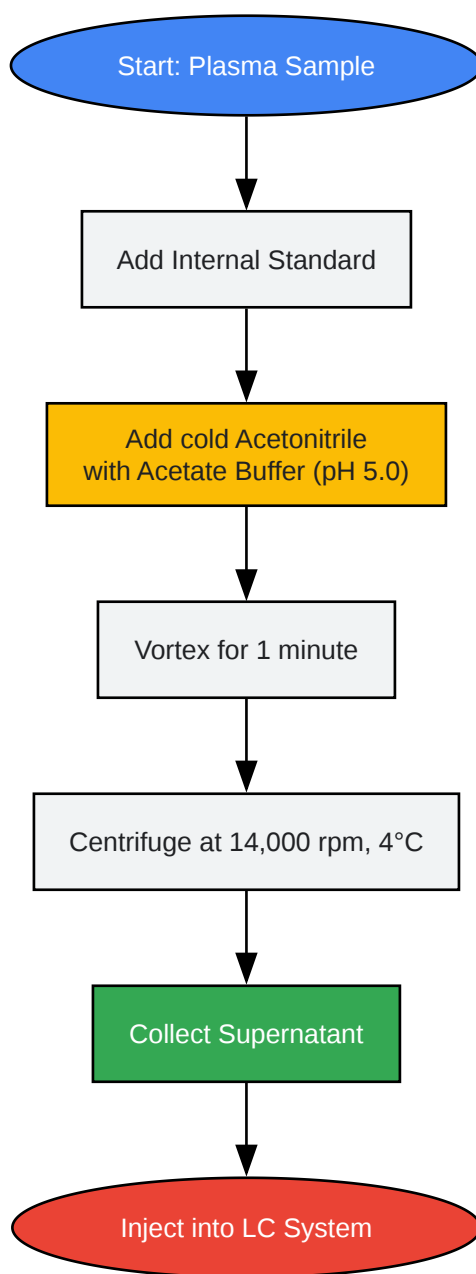 Start: Plasma Sample
Add Internal Standard
Add cold Acetonitrile
with Acetate Buffer (pH 5.0)
Vortex for 1 minute
Centrifuge at 14,000 rpm, 4°C
Collect Supernatant
Inject into LC System